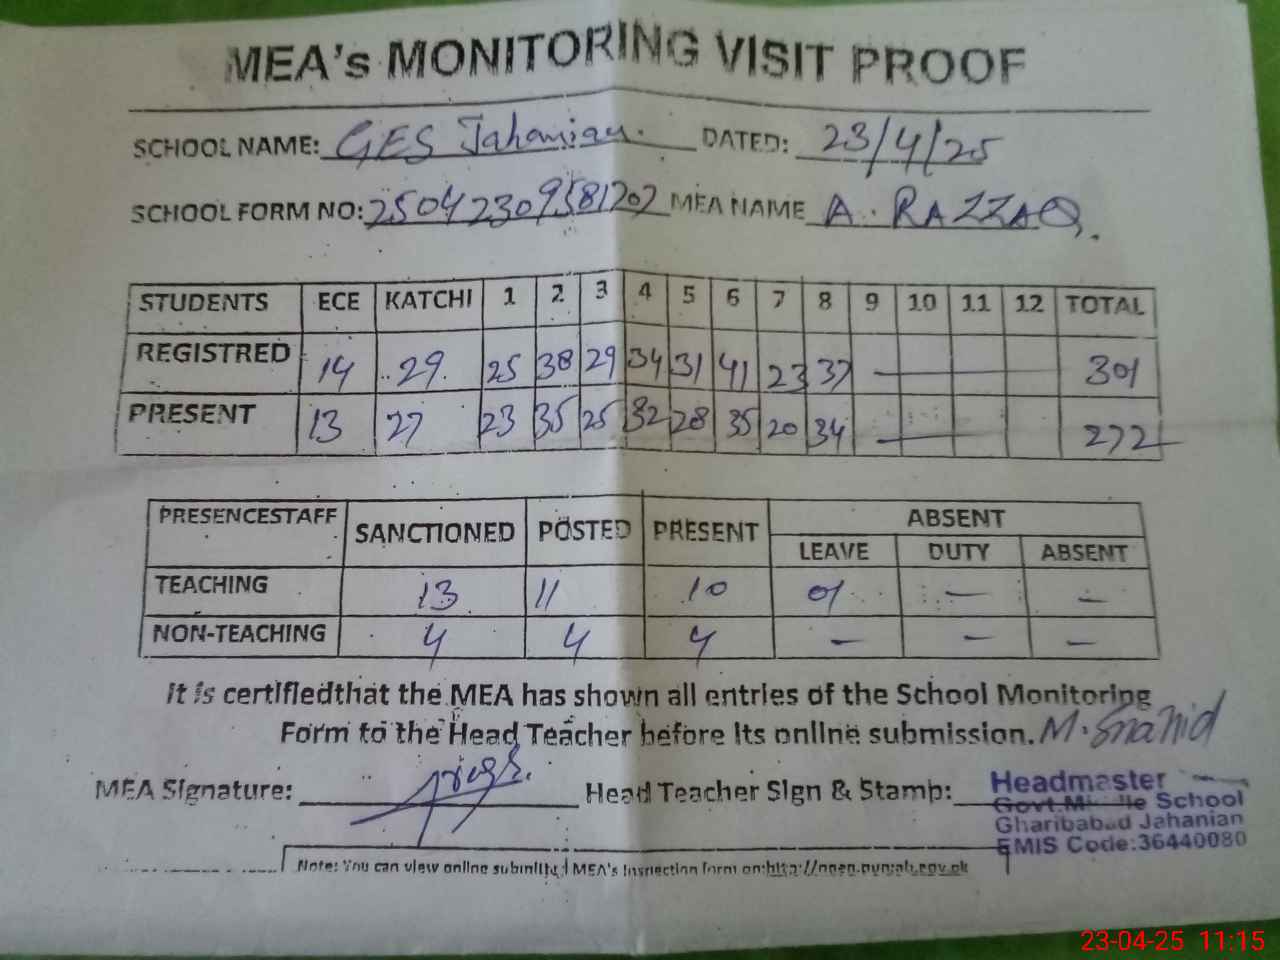 MEA's MONITORING VISIT PROOF
SCHOOL NAME: GES Jahanian. DATED: 23/4/25
SCHOOL FORM NO: 25042309581202 MEA NAME A. RAZZAQ.
STUDENTS ECE KATCHI 1 2 3 4 5 6 7 8 9 10 11 12 TOTAL
REGISTRED 14 29 25 38 29 34 31 41 23 37 — 301
PRESENT 13 27 23 35 25 32 28 35 20 34 — 272
PRESENCESTAFF SANCTIONED POSTED PRESENT ABSENT
LEAVE DUTY ABSENT
TEACHING 13 11 10 01 — —
NON-TEACHING 4 4 4 — — —
It is certifiedthat the MEA has shown all entries of the School Monitoring
Form to the Head Teacher before its online submission. M. Shahid
MEA Signature: Head Teacher Sign & Stamp:
Headmaster
Govt. Middle School
Gharibabad Jahanian
EMIS Code:36440080
Note: You can view online MEA's Inspection form on:
23-04-25 11:15